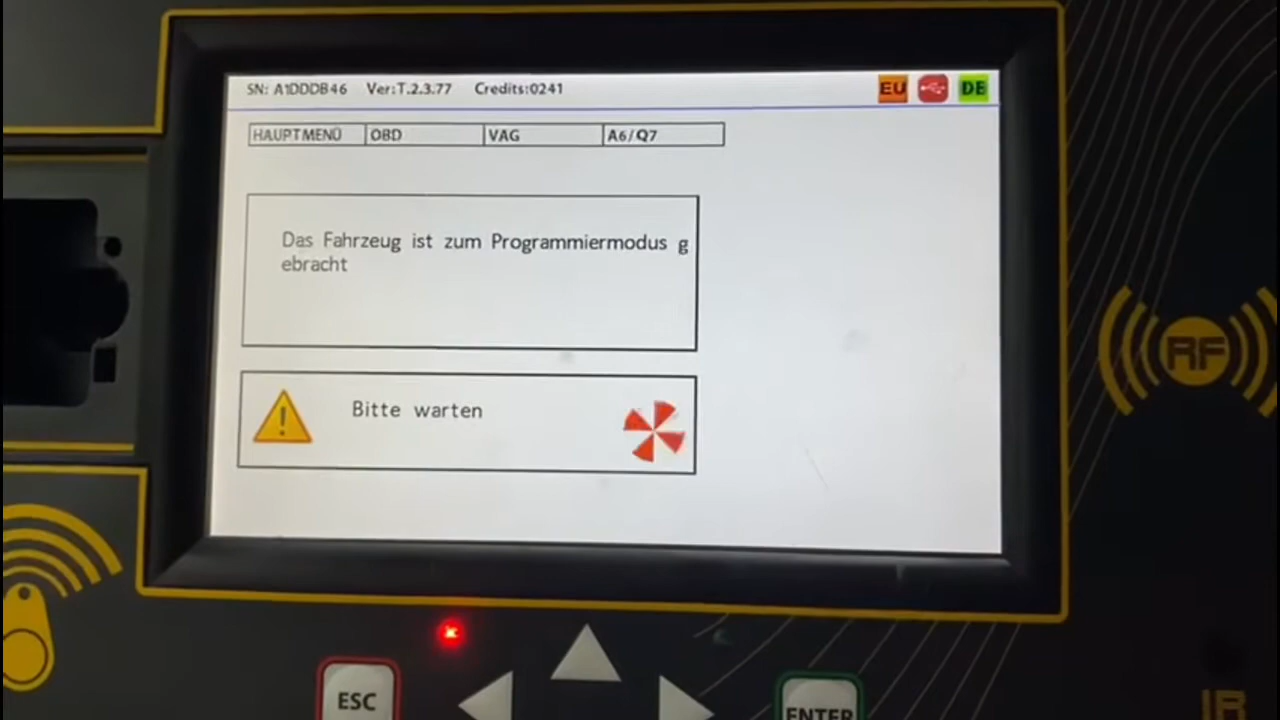 SN: A1DDDB46 Ver:T.2.3.77 Credits:0241 EU DE
HAUPTMENÜ OBD VAG A6/Q7
Das Fahrzeug ist zum Programmiermodus g
ebracht
Bitte warten
RF
ESC
ENTER
IR